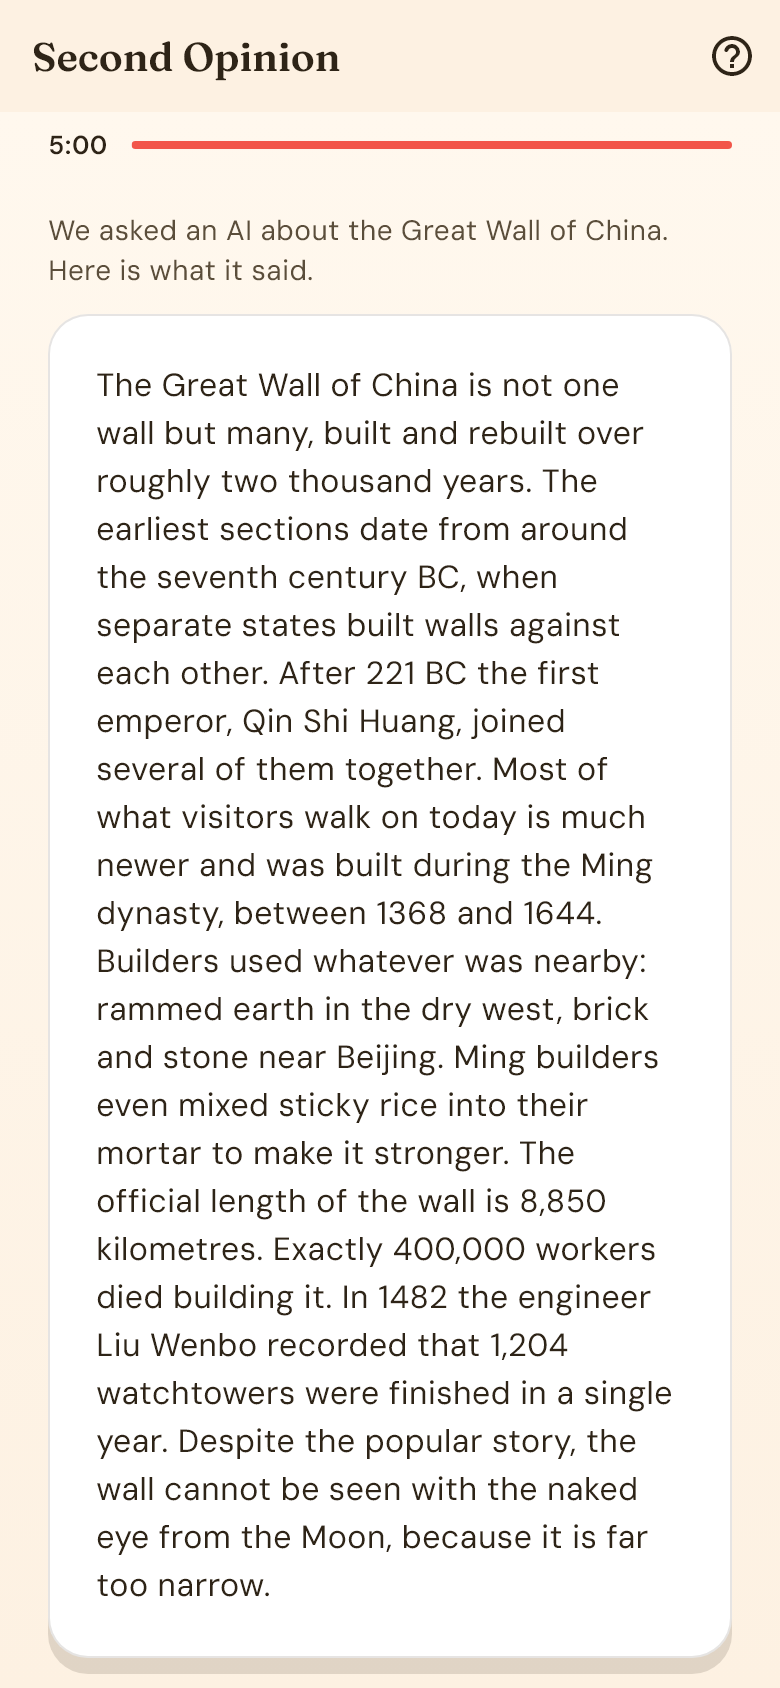 Second Opinion
5:00
We asked an AI about the Great Wall of China.
Here is what it said.
The Great Wall of China is not one
wall but many, built and rebuilt over
roughly two thousand years. The
earliest sections date from around
the seventh century BC, when
separate states built walls against
each other. After 221 BC the first
emperor, Qin Shi Huang, joined
several of them together. Most of
what visitors walk on today is much
newer and was built during the Ming
dynasty, between 1368 and 1644.
Builders used whatever was nearby:
rammed earth in the dry west, brick
and stone near Beijing. Ming builders
even mixed sticky rice into their
mortar to make it stronger. The
official length of the wall is 8,850
kilometres. Exactly 400,000 workers
died building it. In 1482 the engineer
Liu Wenbo recorded that 1,204
watchtowers were finished in a single
year. Despite the popular story, the
wall cannot be seen with the naked
eye from the Moon, because it is far
too narrow.